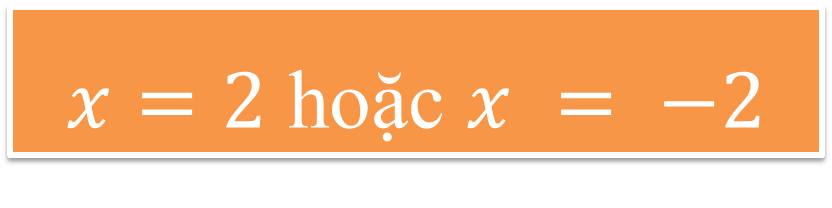 x = 2 hoặc x = −2